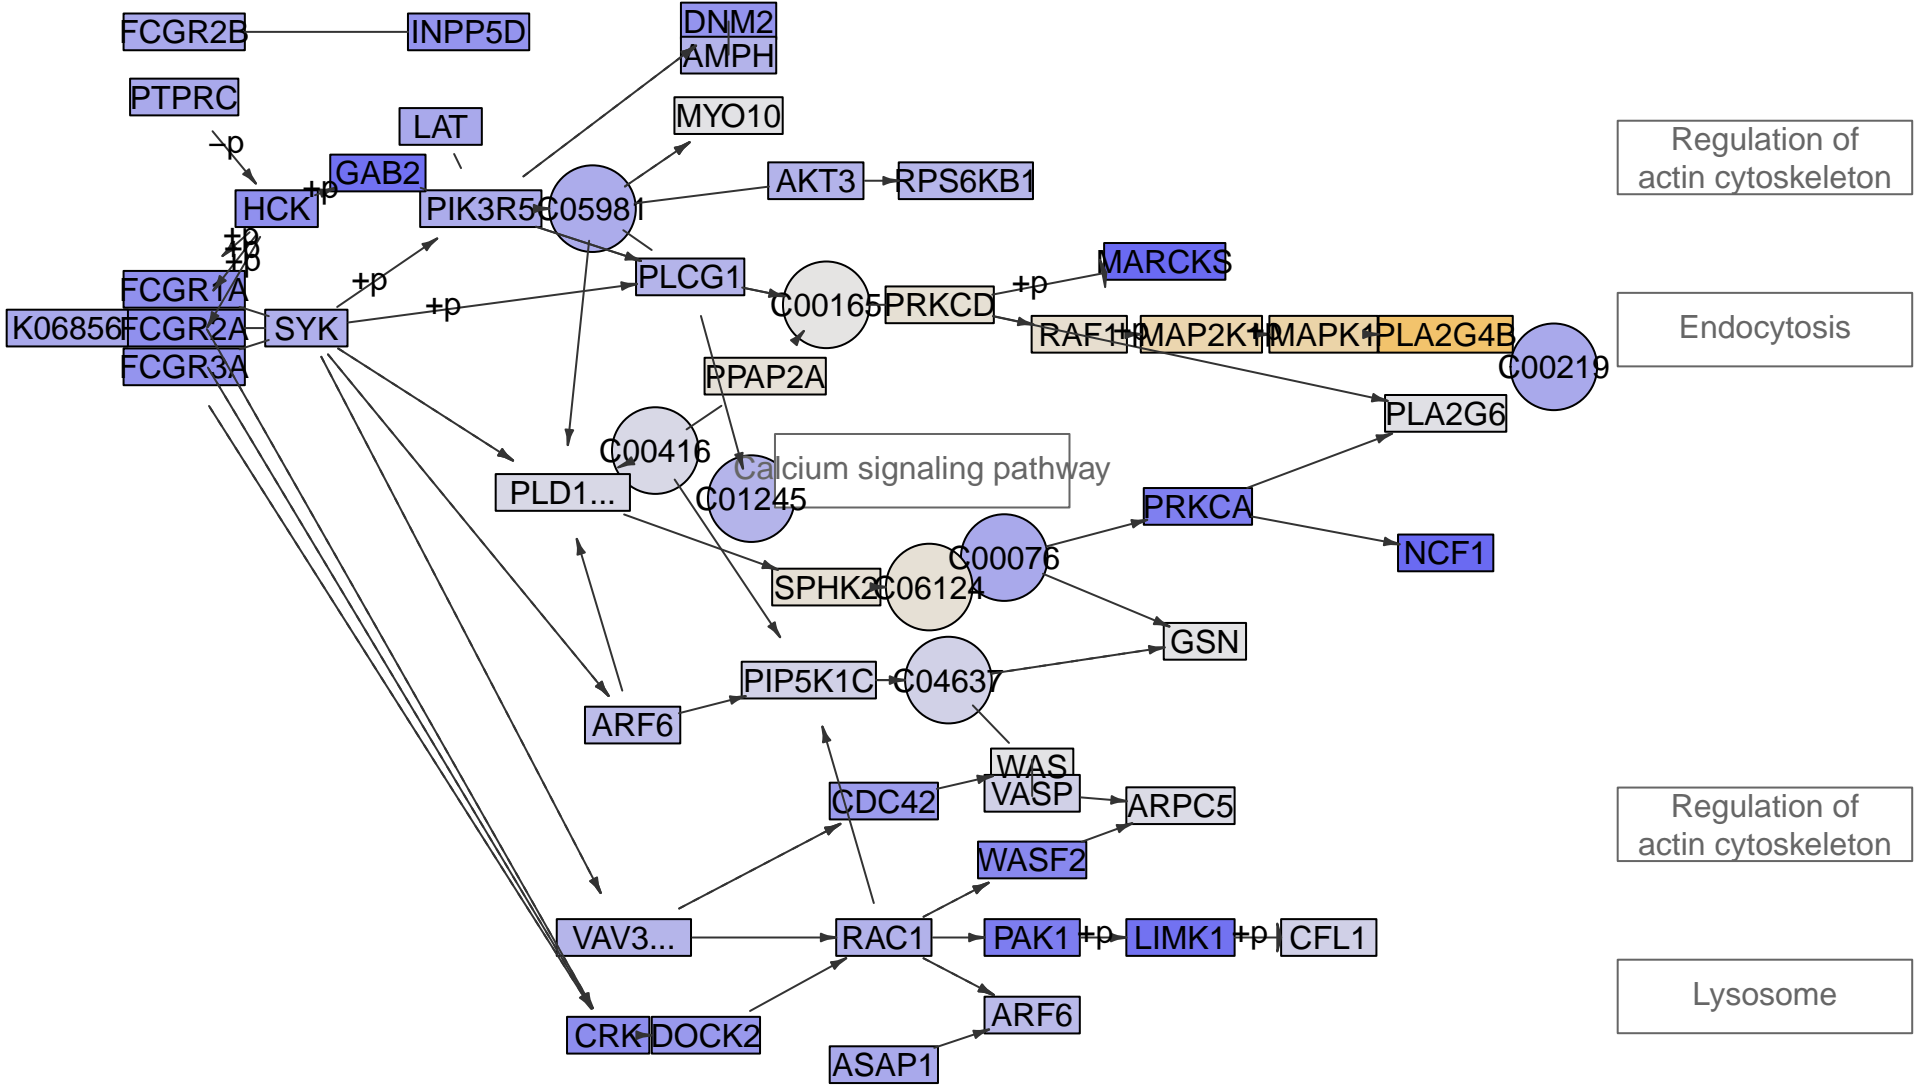 FCGR2B
INPP5D
DNM2
AMPH
PTPRC
LAT
MYO10
Regulation of
actin cytoskeleton
-p
GAB2
+p
HCK
PIK3R5
C05981
AKT3
RPS6KB1
+p
+p
+p
FCGR1A
+p
PLCG1
MARCKS
+p
+p
C00165
PRKCD
K06856
FCGR2A
SYK
RAF1
+p
MAP2K1
+p
MAPK1
PLA2G4B
Endocytosis
FCGR3A
PPAP2A
C00219
PLA2G6
C00416
Calcium signaling pathway
PLD1...
C01245
PRKCA
C00076
NCF1
SPHK2
C06124
GSN
PIP5K1C
C04637
ARF6
WAS
VASP
CDC42
ARPC5
Regulation of
actin cytoskeleton
WASF2
VAV3...
RAC1
PAK1
+p
LIMK1
+p
CFL1
Lysosome
ARF6
CRK
DOCK2
ASAP1